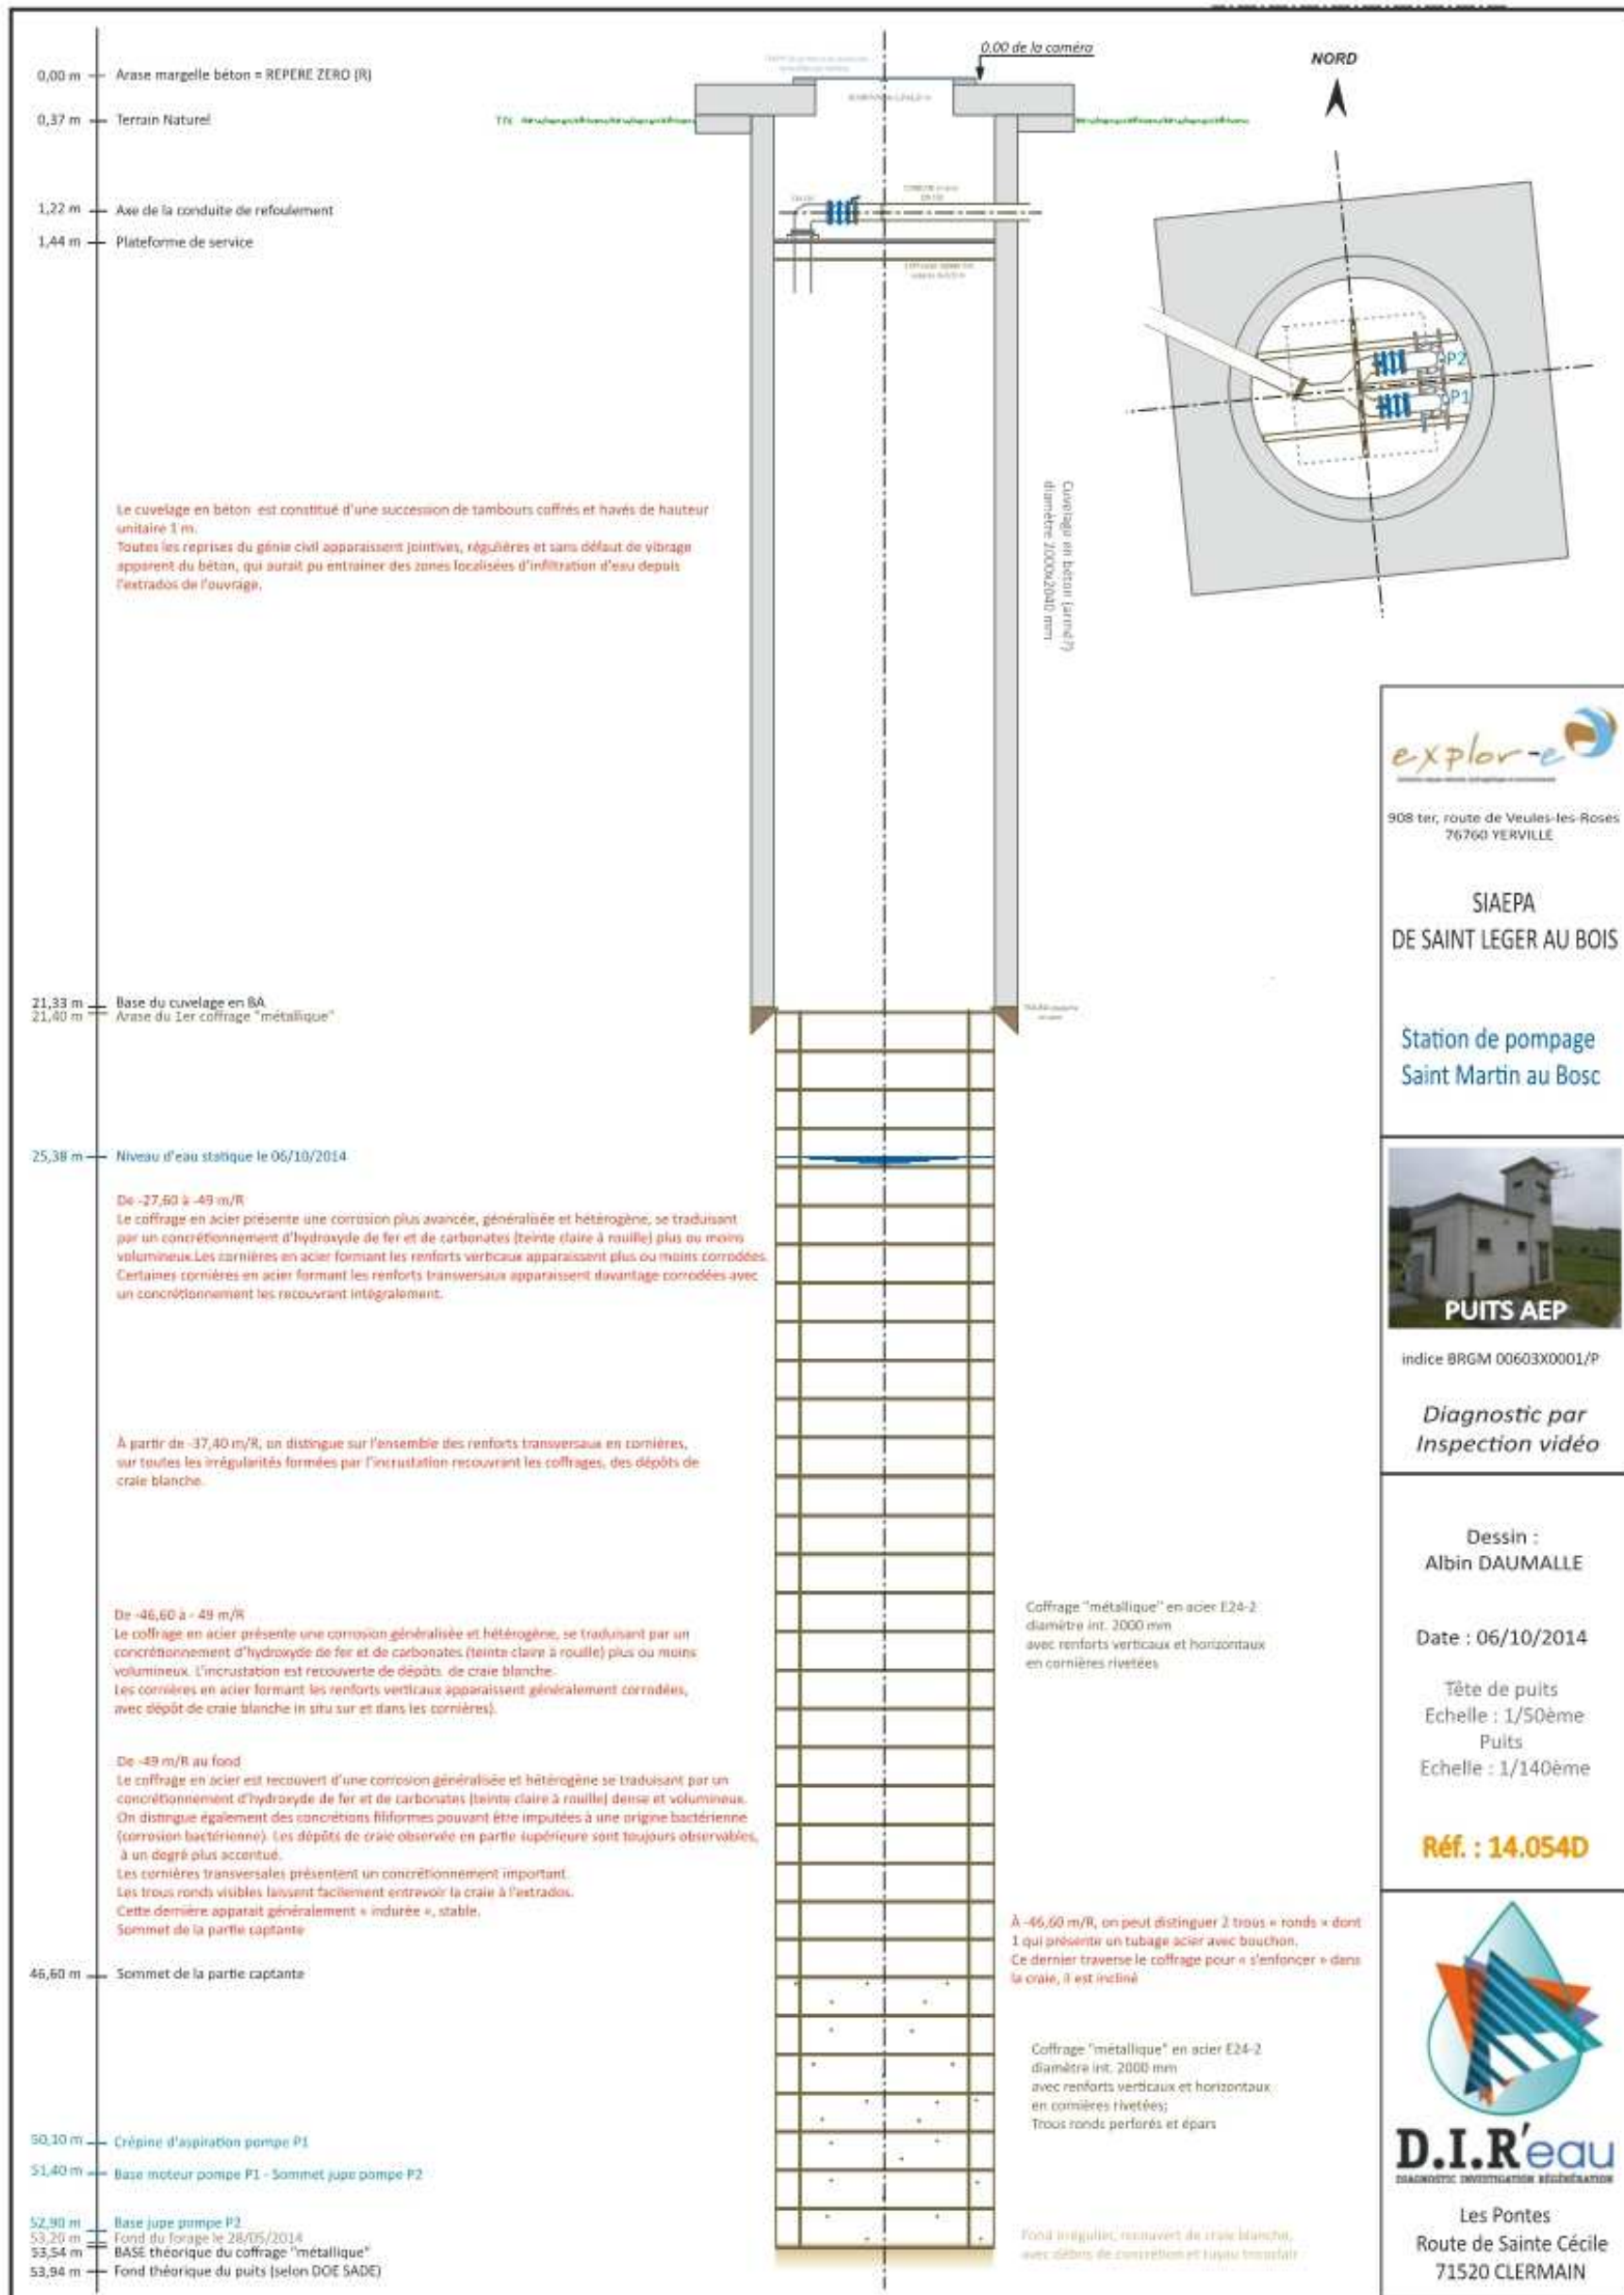 0,00 m
Arase margelle béton = REPERE ZERO (R)
0,37 m
Terrain Naturel
TN
1,22 m
Axe de la conduite de refoulement
1,44 m
Plateforme de service
0.00 de la caméra
NORD
P2
P1
Le cuvelage en béton est constitué d'une succession de tambours coffrés et havés de hauteur
unitaire 1 m.
Toutes les reprises du génie civil apparaissent jointives, régulières et sans défaut de vibrage
apparent du béton, qui aurait pu entrainer des zones localisées d'infiltration d'eau depuis
l'extrados de l'ouvrage.
Cuvelage en béton (armé?)
diamètre 2000x2040 mm
21,33 m
Base du cuvelage en BA
21,40 m
Arase du 1er coffrage "métallique"
25,38 m
Niveau d'eau statique le 06/10/2014
De -27,60 à -49 m/R
Le coffrage en acier présente une corrosion plus avancée, généralisée et hétérogène, se traduisant
par un concrétionnement d'hydroxyde de fer et de carbonates (teinte claire à rouille) plus ou moins
volumineux.Les cornières en acier formant les renforts verticaux apparaissent plus ou moins corrodées.
Certaines cornières en acier formant les renforts transversaux apparaissent davantage corrodées avec
un concrétionnement les recouvrant intégralement.
À partir de -37,40 m/R, on distingue sur l'ensemble des renforts transversaux en cornières,
sur toutes les irrégularités formées par l'incrustation recouvrant les coffrages, des dépôts de
craie blanche.
De -46,60 à - 49 m/R
Le coffrage en acier présente une corrosion généralisée et hétérogène, se traduisant par un
concrétionnement d'hydroxyde de fer et de carbonates (teinte claire à rouille) plus ou moins
volumineux. L'incrustation est recouverte de dépôts de craie blanche.
Les cornières en acier formant les renforts verticaux apparaissent généralement corrodées,
avec dépôt de craie blanche in situ sur et dans les cornières).
De -49 m/R au fond
Le coffrage en acier est recouvert d'une corrosion généralisée et hétérogène se traduisant par un
concrétionnement d'hydroxyde de fer et de carbonates (teinte claire à rouille) dense et volumineux.
On distingue également des concrétions filiformes pouvant être imputées à une origine bactérienne
(corrosion bactérienne). Les dépôts de craie observée en partie supérieure sont toujours observables,
à un degré plus accentué.
Les cornières transversales présentent un concrétionnement important.
Les trous ronds visibles laissent facilement entrevoir la craie à l'extrados.
Cette dernière apparait généralement « indurée », stable.
Sommet de la partie captante
46,60 m
Sommet de la partie captante
50,10 m
Crépine d'aspiration pompe P1
51,40 m
Base moteur pompe P1 - Sommet jupe pompe P2
52,90 m
Base jupe pompe P2
53,20 m
Fond du forage le 28/05/2014
53,54 m
BASE théorique du coffrage "métallique"
53,94 m
Fond théorique du puits (selon DOE SADE)
Coffrage "métallique" en acier E24-2
diamètre int. 2000 mm
avec renforts verticaux et horizontaux
en cornières rivetées
À -46,60 m/R, on peut distinguer 2 trous « ronds » dont
1 qui présente un tubage acier avec bouchon.
Ce dernier traverse le coffrage pour « s'enfoncer » dans
la craie, il est incliné
Coffrage "métallique" en acier E24-2
diamètre int. 2000 mm
avec renforts verticaux et horizontaux
en cornières rivetées;
Trous ronds perforés et épars
Fond irrégulier, recouvert de craie blanche,
avec débris de concrétion et tuyau tricoclair
explor-e
908 ter, route de Veules-les-Roses
76760 YERVILLE
SIAEPA
DE SAINT LEGER AU BOIS
Station de pompage
Saint Martin au Bosc
PUITS AEP
indice BRGM 00603X0001/P
Diagnostic par
Inspection vidéo
Dessin :
Albin DAUMALLE
Date : 06/10/2014
Tête de puits
Echelle : 1/50ème
Puits
Echelle : 1/140ème
Réf. : 14.054D
D.I.R'eau
DIAGNOSTIC INVESTIGATION RÉGÉNÉRATION
Les Pontes
Route de Sainte Cécile
71520 CLERMAIN